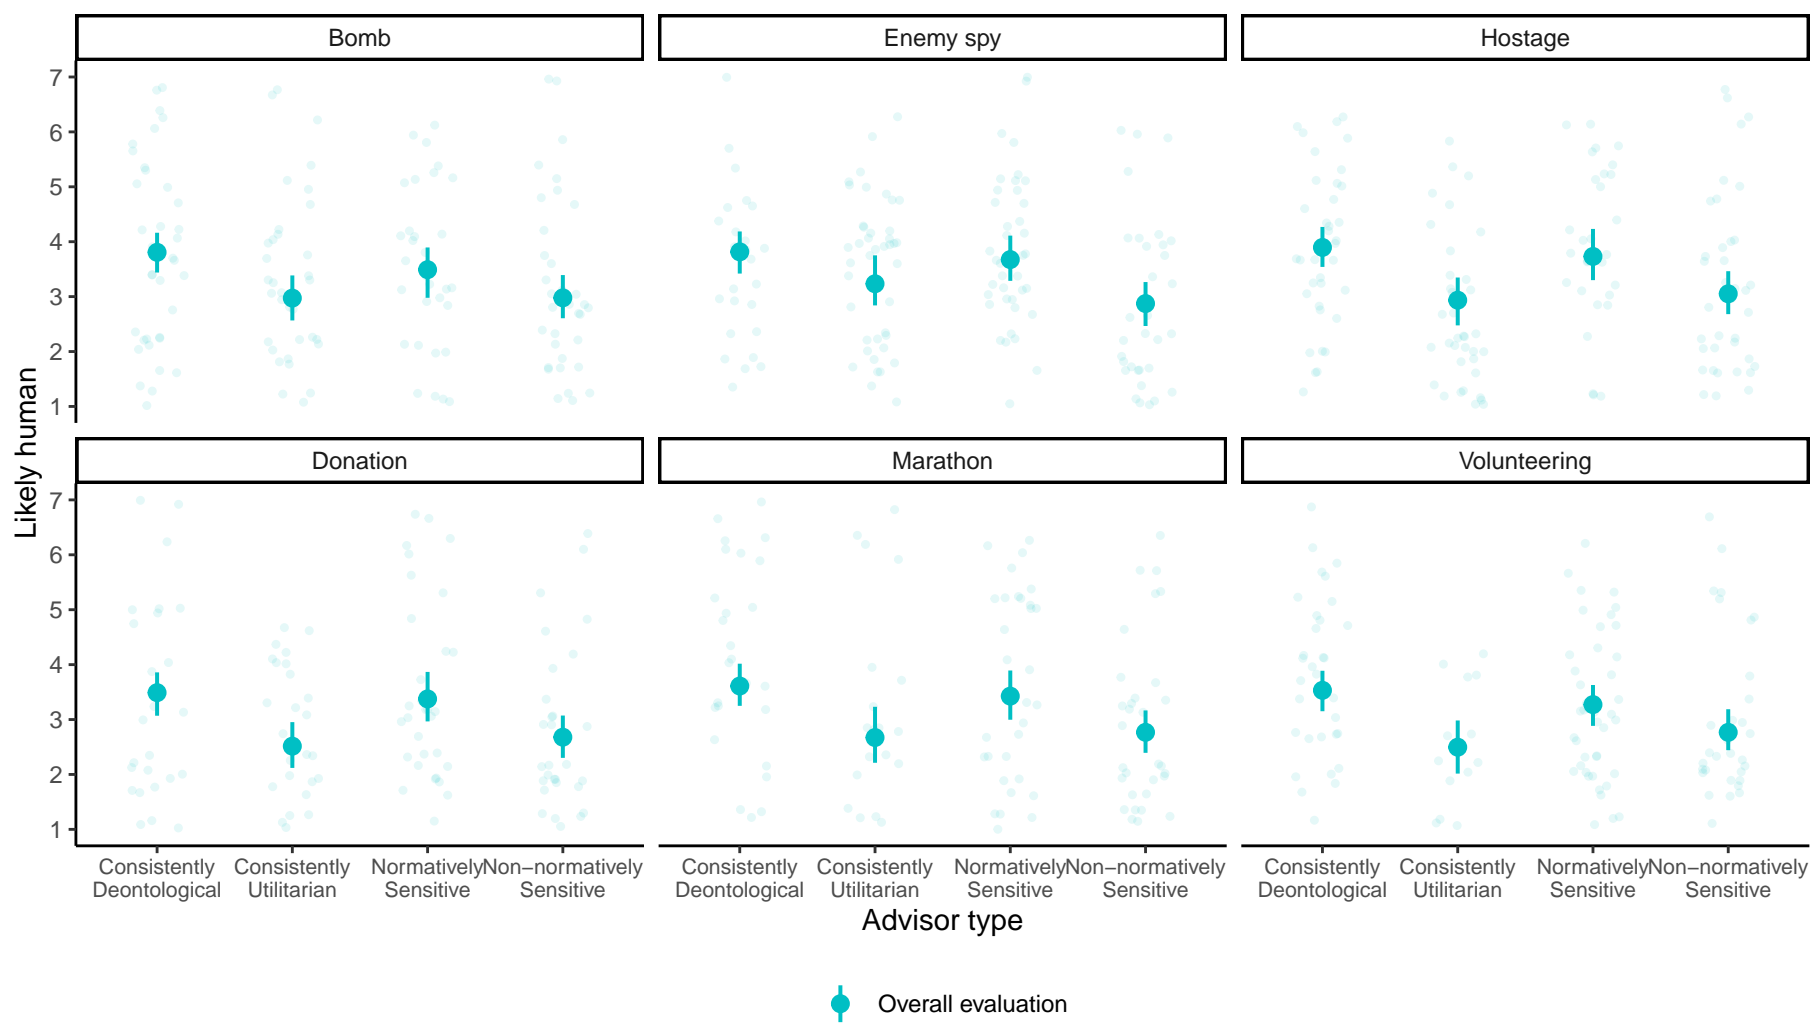 Bomb
Enemy spy
Hostage
7
6
5
4
3
2
1
Likely human
Donation
Marathon
Volunteering
7
6
5
4
3
2
1
Consistently
Deontological
Consistently
Utilitarian
Normatively
Sensitive
Non−normatively
Sensitive
Consistently
Deontological
Consistently
Utilitarian
Normatively
Sensitive
Non−normatively
Sensitive
Consistently
Deontological
Consistently
Utilitarian
Normatively
Sensitive
Non−normatively
Sensitive
Advisor type
Overall evaluation